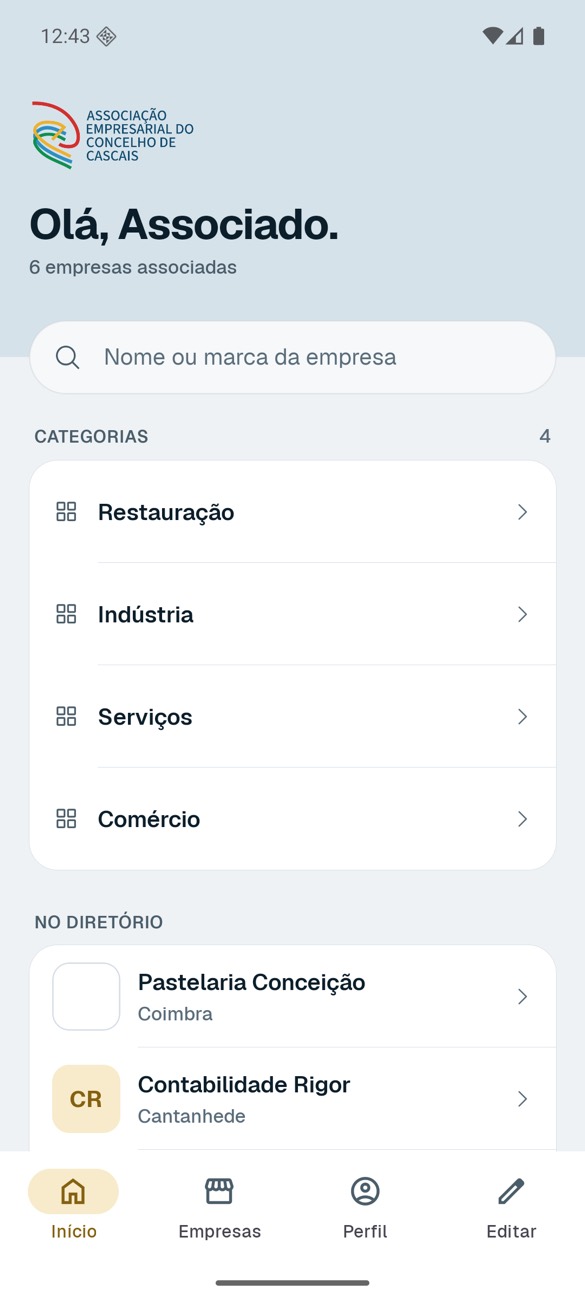 12:43
ASSOCIAÇÃO
EMPRESARIAL DO
CONCELHO DE
CASCAIS
Olá, Associado.
6 empresas associadas
Nome ou marca da empresa
CATEGORIAS 4
Restauração
Indústria
Serviços
Comércio
NO DIRETÓRIO
Pastelaria Conceição
Coimbra
CR Contabilidade Rigor
Cantanhede
Início Empresas Perfil Editar